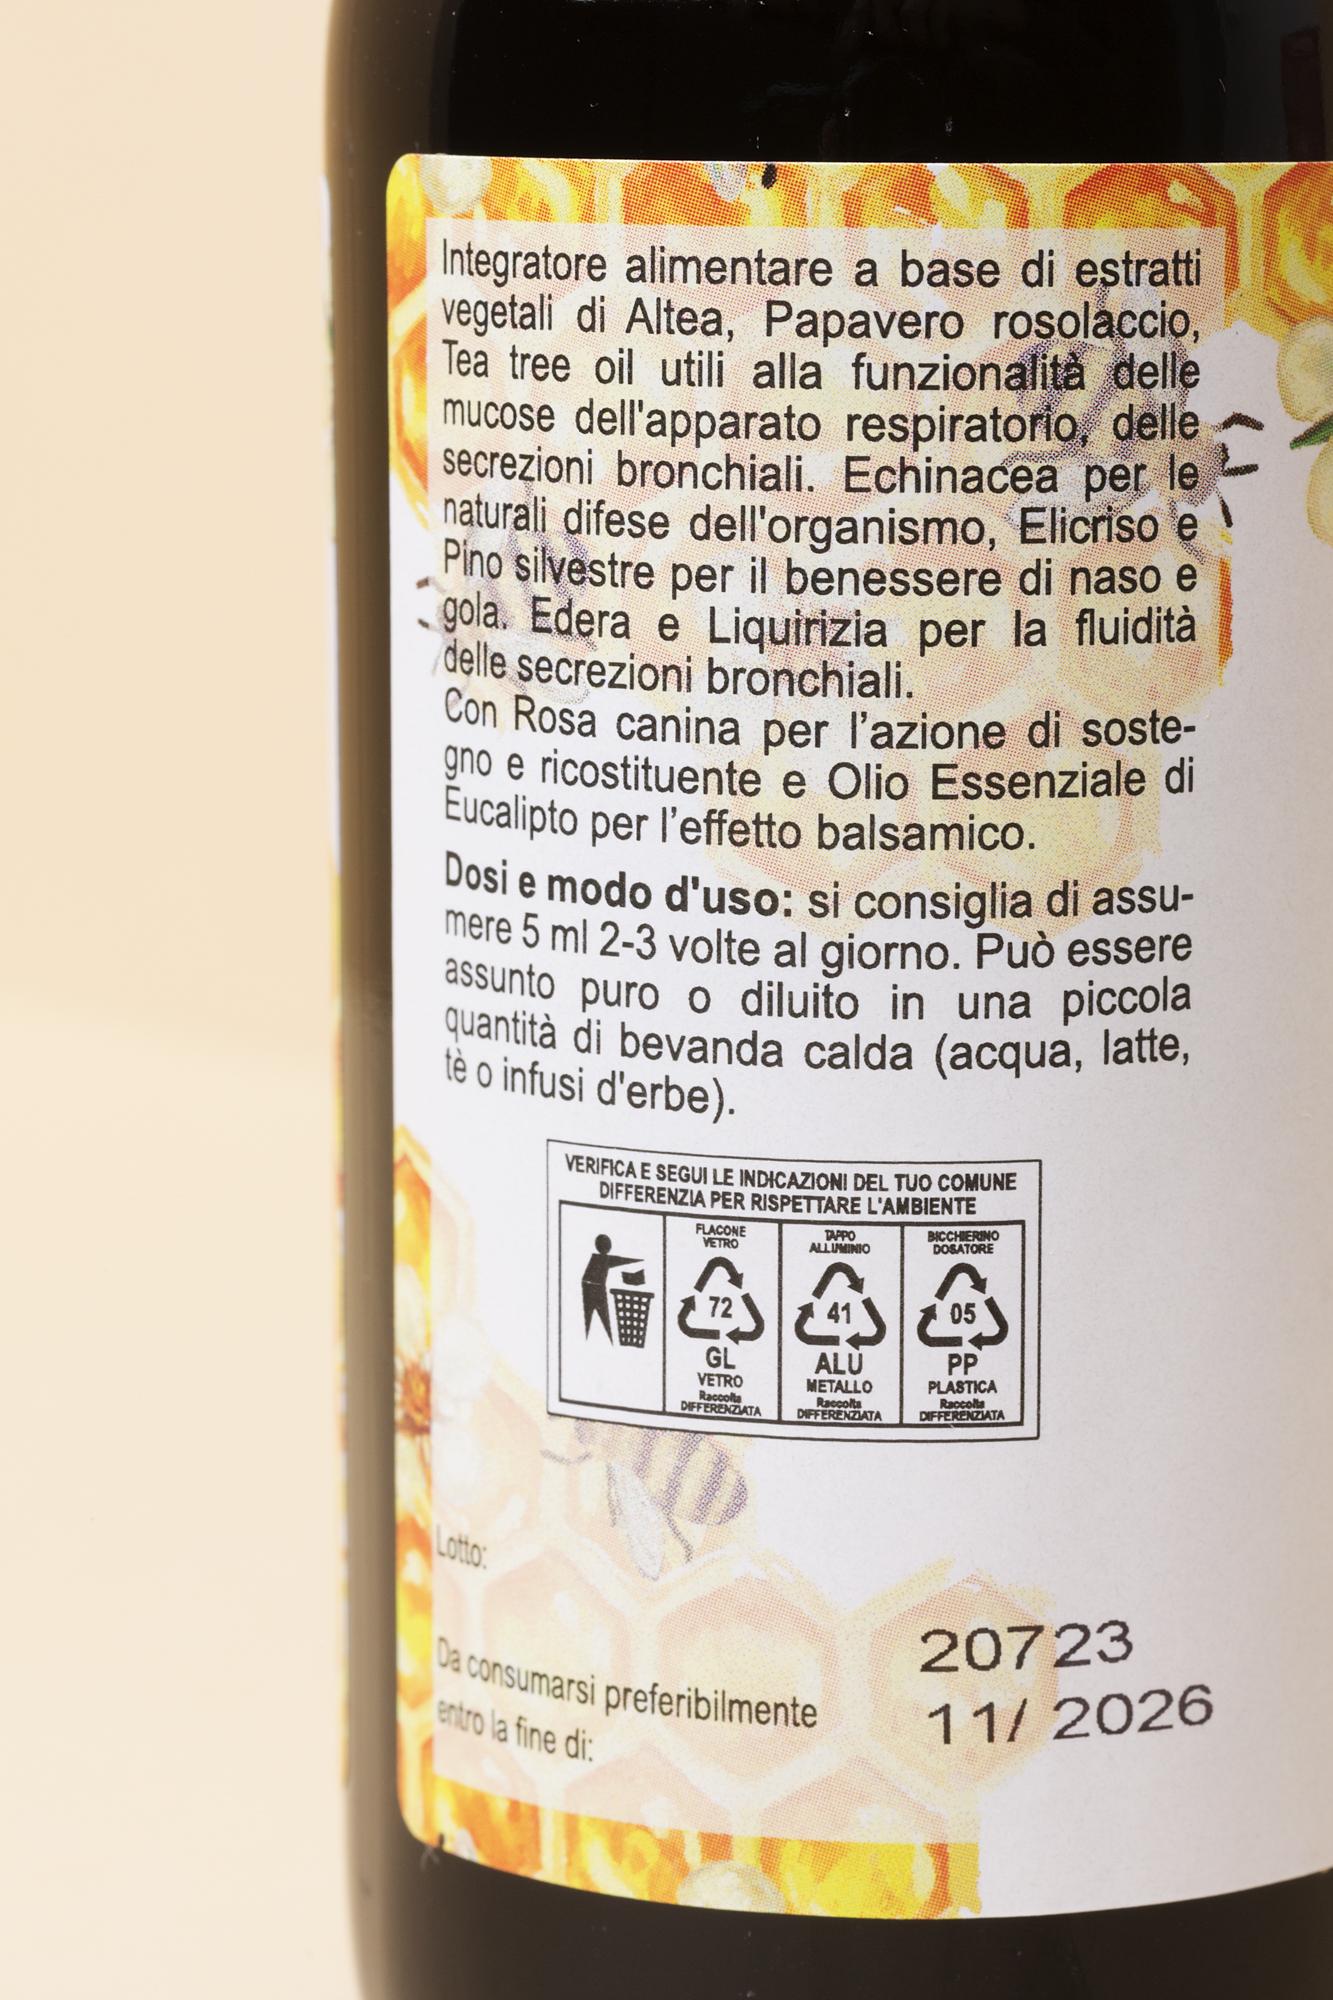 Integratore alimentare a base di estratti
vegetali di Altea, Papavero rosolaccio,
Tea tree oil utili alla funzionalità delle
mucose dell'apparato respiratorio, delle
secrezioni bronchiali. Echinacea per le
naturali difese dell'organismo, Elicriso e
Pino silvestre per il benessere di naso e
gola. Edera e Liquirizia per la fluidità
delle secrezioni bronchiali.
Con Rosa canina per l’azione di soste-
gno e ricostituente e Olio Essenziale di
Eucalipto per l’effetto balsamico.
Dosi e modo d'uso: si consiglia di assu-
mere 5 ml 2-3 volte al giorno. Può essere
assunto puro o diluito in una piccola
quantità di bevanda calda (acqua, latte,
tè o infusi d'erbe).
VERIFICA E SEGUI LE INDICAZIONI DEL TUO COMUNE
DIFFERENZIA PER RISPETTARE L'AMBIENTE
FLACONE
VETRO
72
GL
VETRO
Raccolta
DIFFERENZIATA
TAPPO
ALLUMINIO
41
ALU
METALLO
Raccolta
DIFFERENZIATA
BICCHIERINO
DOSATORE
05
PP
PLASTICA
Raccolta
DIFFERENZIATA
Lotto:
20723
Da consumarsi preferibilmente
entro la fine di:
11/ 2026